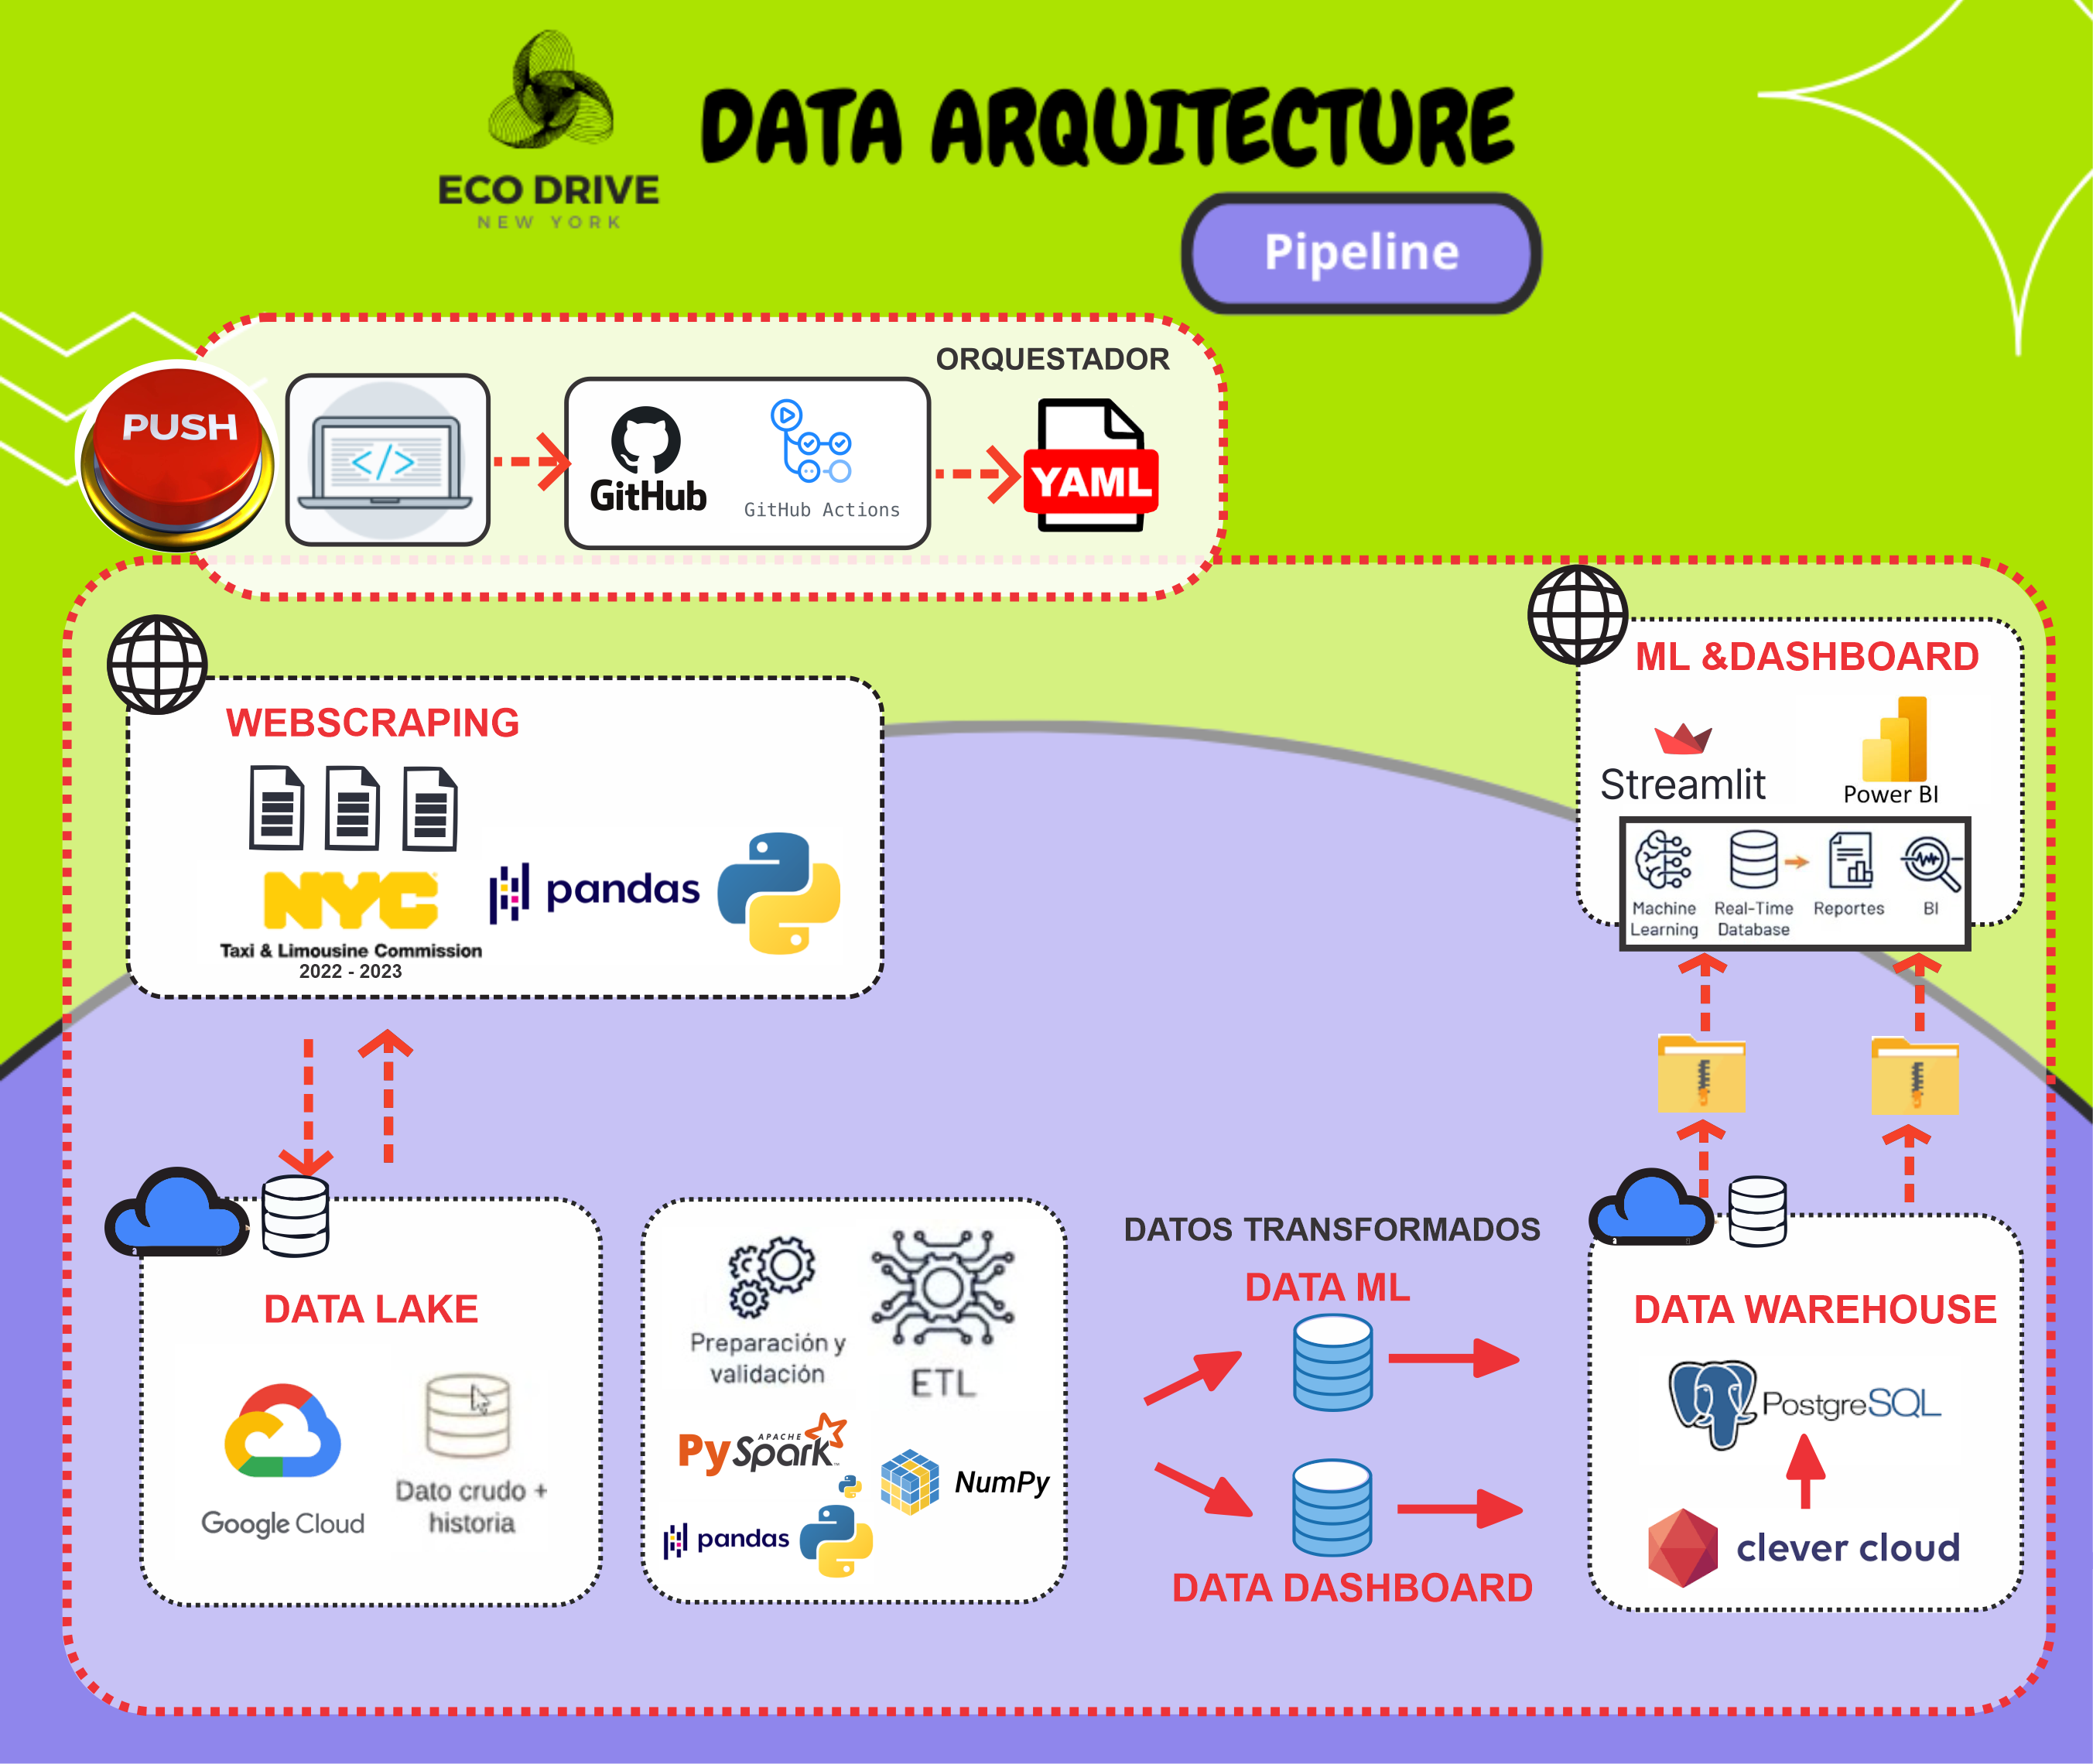 ECO DRIVE
NEW YORK
DATA ARQUITECTURE
Pipeline
PUSH
</>
GitHub
GitHub Actions
ORQUESTADOR
YAML
WEBSCRAPING
NYC
Taxi & Limousine Commission
2022 - 2023
pandas
ML &DASHBOARD
Streamlit
Power BI
Machine Learning
Real-Time Database
Reportes
BI
DATA LAKE
Google Cloud
Dato crudo +
historia
Preparación y
validación
ETL
APACHE
PySpark
NumPy
pandas
DATOS TRANSFORMADOS
DATA ML
DATA DASHBOARD
DATA WAREHOUSE
PostgreSQL
clever cloud